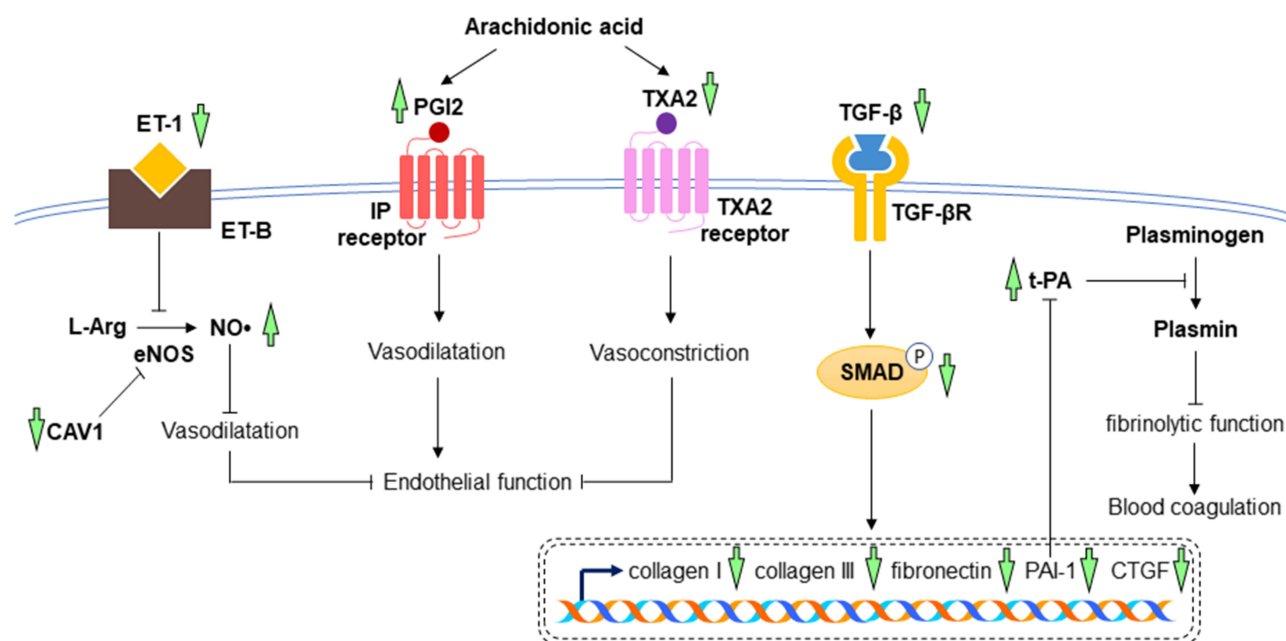 Arachidonic acid
ET-1
PGI2
TXA2
TGF-β
ET-B
IP
receptor
TXA2
receptor
TGF-βR
Plasminogen
t-PA
L-Arg
NO•
eNOS
Plasmin
Vasodilatation
Vasoconstriction
SMAD
P
CAV1
Vasodilatation
fibrinolytic function
Endothelial function
Blood coagulation
collagen I
collagen III
fibronectin
PAI-1
CTGF